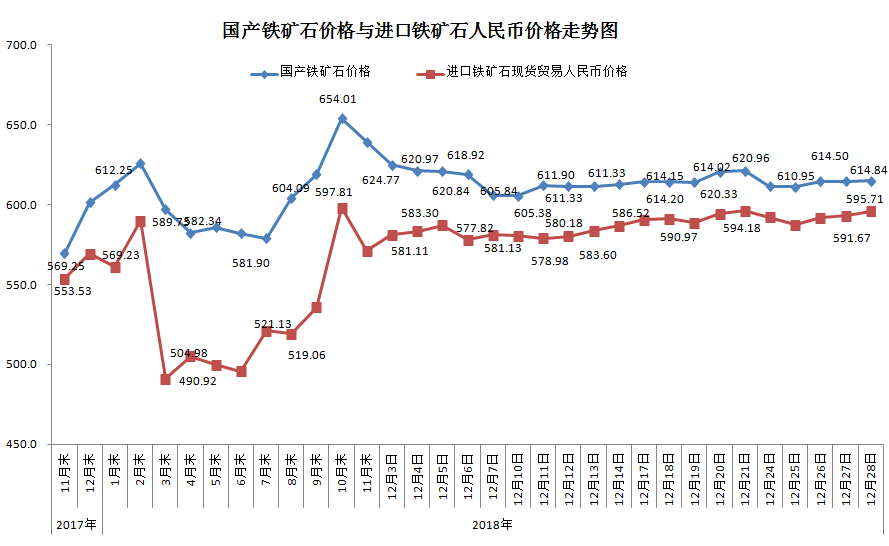 国产铁矿石价格与进口铁矿石人民币价格走势图
700.0
650.0
600.0
550.0
500.0
450.0
国产铁矿石价格
进口铁矿石现货贸易人民币价格
569.25
612.25
589.73
582.34
581.90
604.09
654.01
624.77
620.97
620.84
618.92
605.84
605.38
611.90
611.33
611.33
614.15
614.20
614.02
620.33
620.96
610.95
614.50
614.84
553.53
569.23
490.92
504.98
521.13
519.06
597.81
581.11
583.30
577.82
581.13
578.98
580.18
583.60
586.52
590.97
594.18
591.67
595.71
11月末
12月末
1月末
2月末
3月末
4月末
5月末
6月末
7月末
8月末
9月末
10月末
11月末
12月3日
12月4日
12月5日
12月6日
12月7日
12月10日
12月11日
12月12日
12月13日
12月14日
12月17日
12月18日
12月19日
12月20日
12月21日
12月24日
12月25日
12月26日
12月27日
12月28日
2017年
2018年